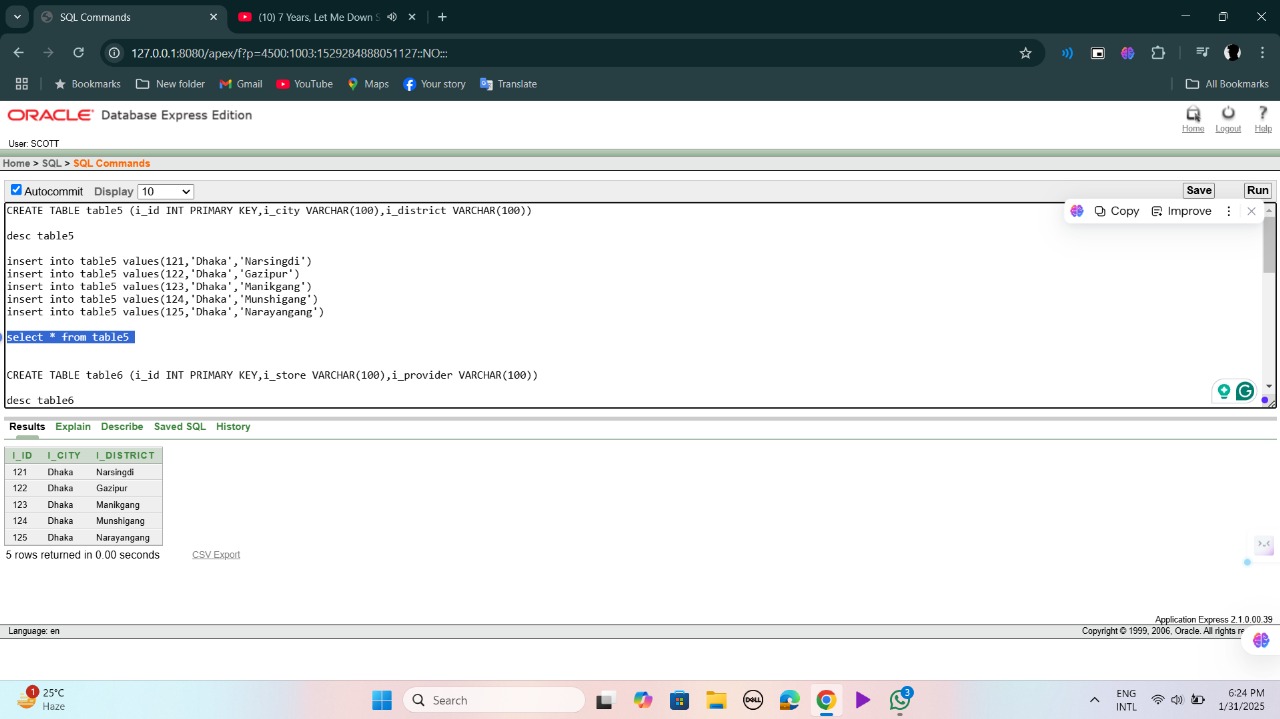 SQL Commands
(10) 7 Years, Let Me Down S
127.0.0.1:8080/apex/f?p=4500:1003:1529284888051127::NO:::
Bookmarks New folder Gmail YouTube Maps Your story Translate All Bookmarks
ORACLE Database Express Edition
Home Logout Help
User: SCOTT
Home > SQL > SQL Commands
Autocommit Display 10 Save Run
CREATE TABLE table5 (i_id INT PRIMARY KEY,i_city VARCHAR(100),i_district VARCHAR(100))
Copy Improve
desc table5
insert into table5 values(121,'Dhaka','Narsingdi')
insert into table5 values(122,'Dhaka','Gazipur')
insert into table5 values(123,'Dhaka','Manikgang')
insert into table5 values(124,'Dhaka','Munshigang')
insert into table5 values(125,'Dhaka','Narayangang')
select * from table5
CREATE TABLE table6 (i_id INT PRIMARY KEY,i_store VARCHAR(100),i_provider VARCHAR(100))
desc table6
Results Explain Describe Saved SQL History
I_ID I_CITY I_DISTRICT
121 Dhaka Narsingdi
122 Dhaka Gazipur
123 Dhaka Manikgang
124 Dhaka Munshigang
125 Dhaka Narayangang
5 rows returned in 0.00 seconds CSV Export
Application Express 2.1.0.00.39
Language: en Copyright © 1999, 2006, Oracle. All rights re
1 25°C
Haze
Search
DELL
3
ENG
INTL
6:24 PM
1/31/2025